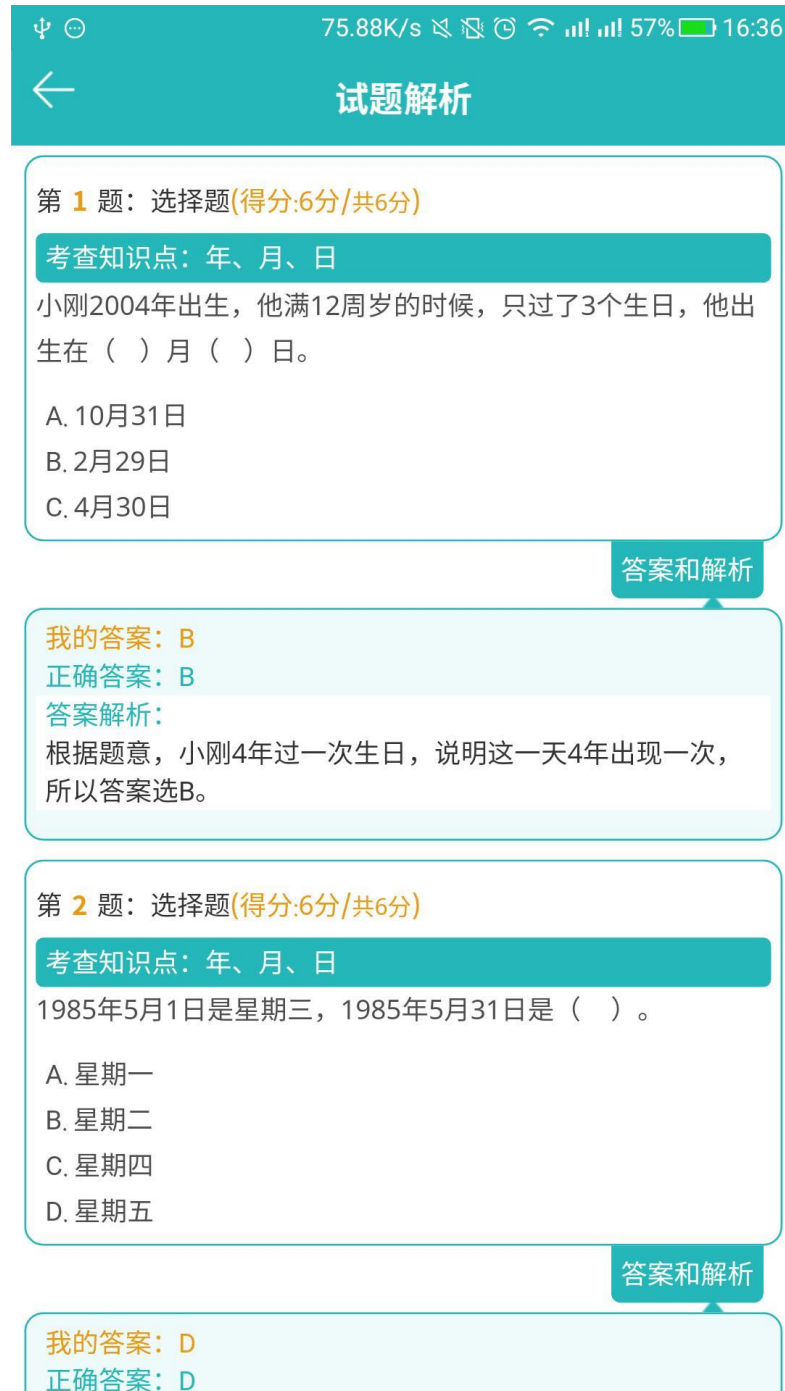 75.88K/s 57% 16:36
试题解析
第 1 题：选择题(得分:6分/共6分)
考查知识点：年、月、日
小刚2004年出生，他满12周岁的时候，只过了3个生日，他出
生在（ ）月（ ）日。
A. 10月31日
B. 2月29日
C. 4月30日
答案和解析
我的答案：B
正确答案：B
答案解析：
根据题意，小刚4年过一次生日，说明这一天4年出现一次，
所以答案选B。
第 2 题：选择题(得分:6分/共6分)
考查知识点：年、月、日
1985年5月1日是星期三，1985年5月31日是（ ）。
A. 星期一
B. 星期二
C. 星期四
D. 星期五
答案和解析
我的答案：D
正确答案：D